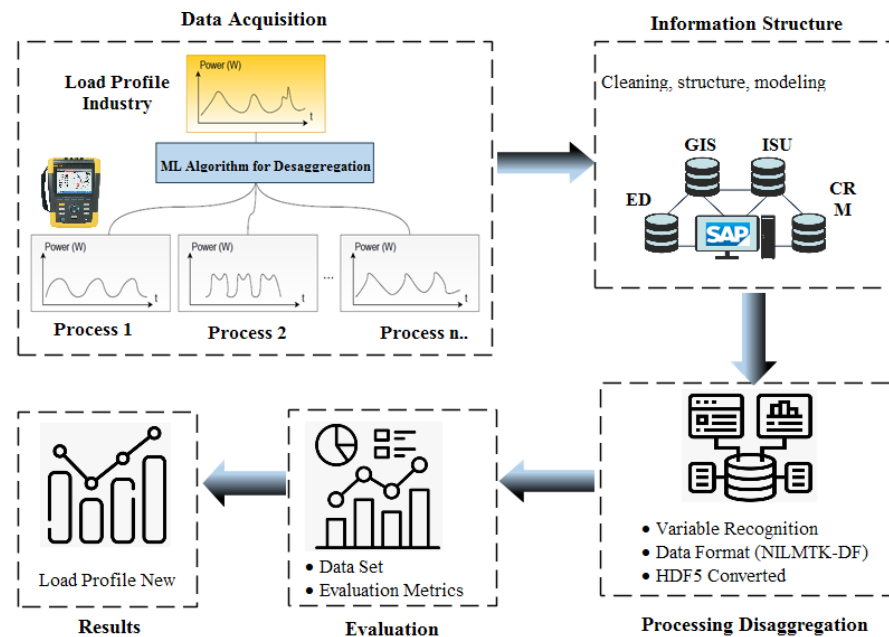 Data Acquisition
Load Profile
Industry
Power (W)
t
ML Algorithm for Desaggregation
Power (W)
t
Process 1
Power (W)
t
Process 2
...
Power (W)
t
Process n..
Information Structure
Cleaning, structure, modeling
GIS
ISU
ED
CR
M
SAP
Variable Recognition
Data Format (NILMTK-DF)
HDF5 Converted
Processing Disaggregation
Data Set
Evaluation Metrics
Evaluation
Load Profile New
Results